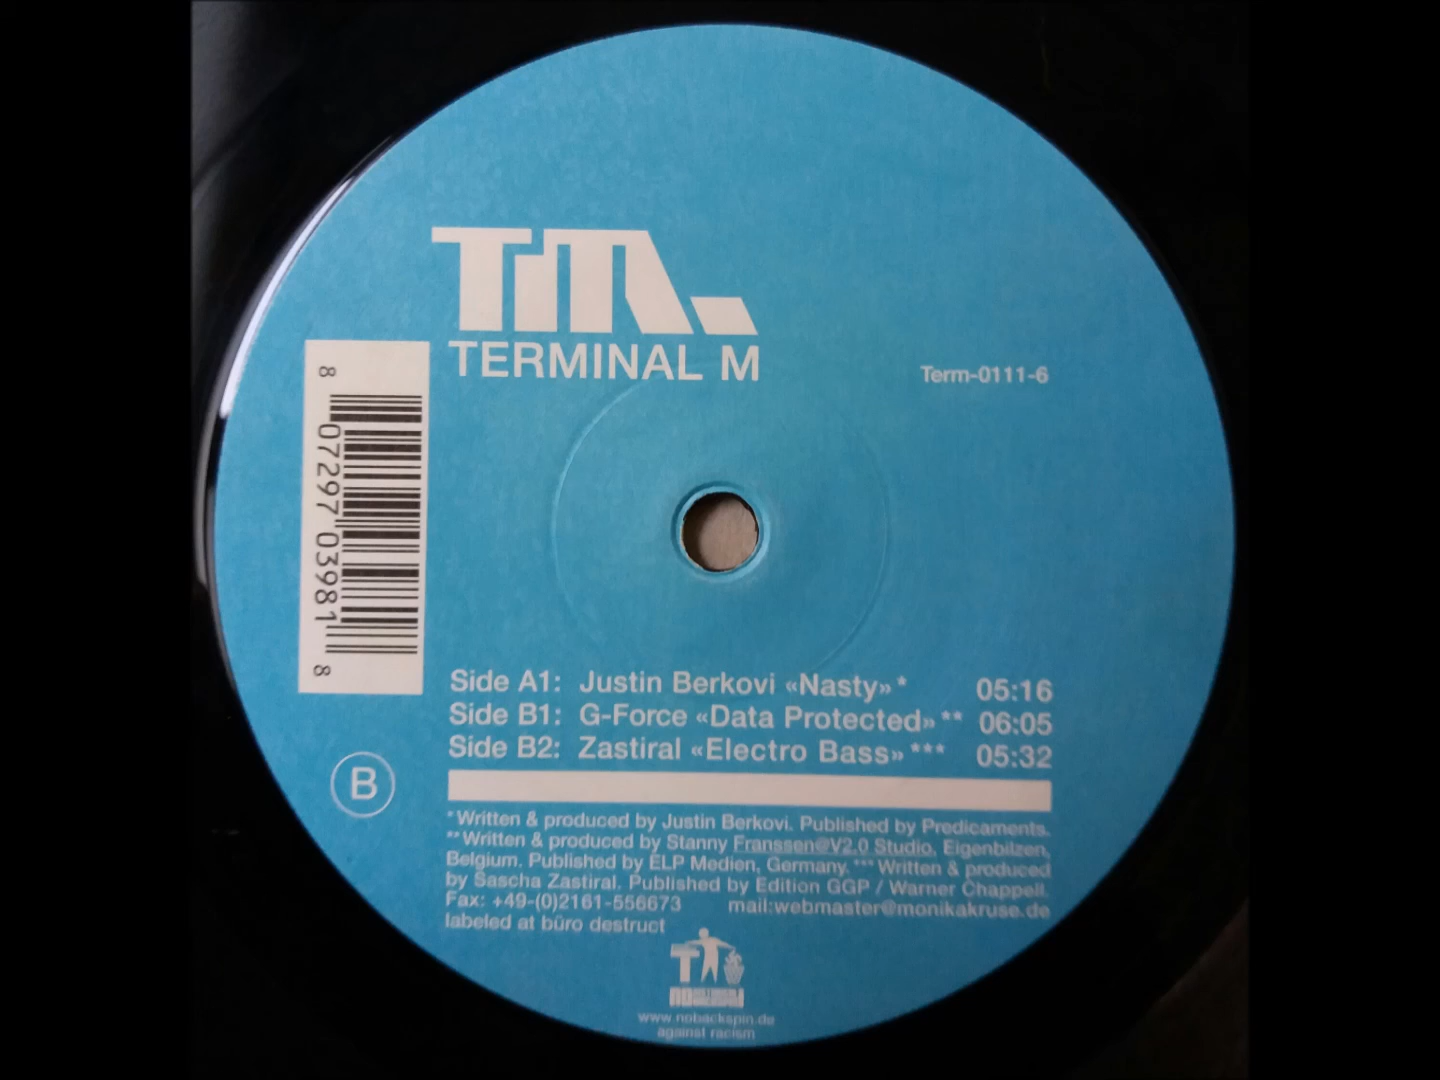 TM.
TERMINAL M
Term-0111-6
8 07297 03981 8
Side A1: Justin Berkovi «Nasty»* 05:16
Side B1: G-Force «Data Protected»** 06:05
Side B2: Zastiral «Electro Bass»*** 05:32
B
*Written & produced by Justin Berkovi. Published by Predicaments.
**Written & produced by Stanny Franssen@V2.0 Studio, Eigenbilzen,
Belgium. Published by ELP Medien, Germany.***Written & produced
by Sascha Zastiral. Published by Edition GGP / Warner Chappell.
Fax: +49-(0)2161-556673 mail:webmaster@monikakruse.de
labeled at büro destruct
T
no
www.nobackspin.de
against racism